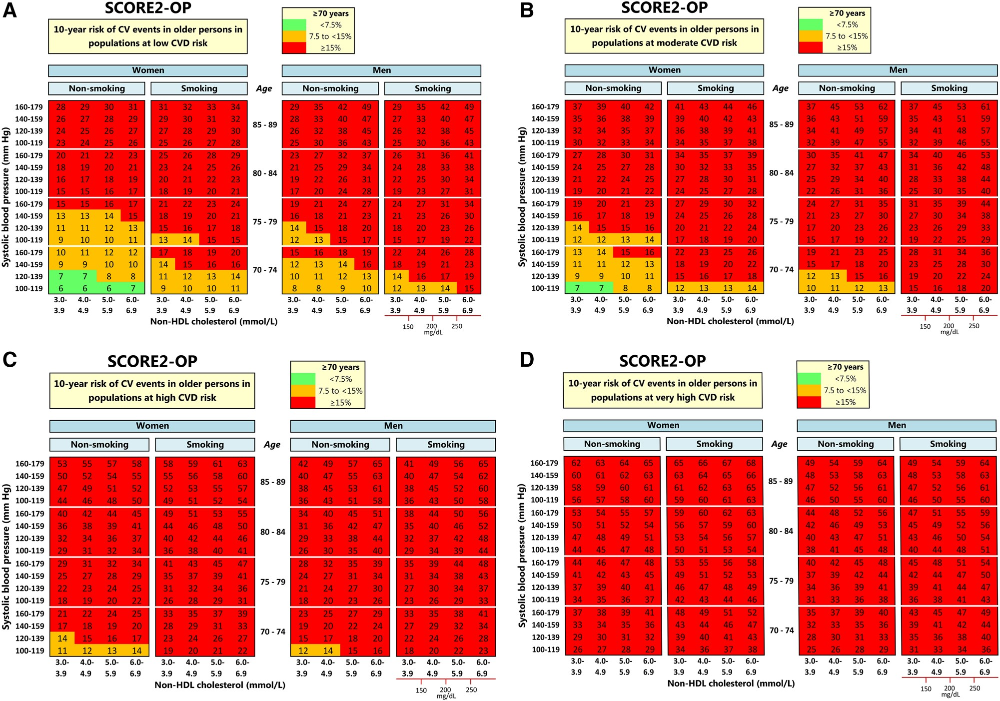 A
SCORE2-OP
10-year risk of CV events in older persons in
populations at low CVD risk
≥70 years
<7.5%
7.5 to <15%
≥15%
Women
Men
Non-smoking
Smoking
Age
Non-smoking
Smoking
Systolic blood pressure (mm Hg)
160-179 28 29 30 31 31 32 33 34 29 35 42 49 29 35 42 49
140-159 26 27 28 29 29 30 31 32 28 33 40 47 27 33 40 47
85 - 89
120-139 24 25 26 27 27 28 29 30 26 32 38 45 26 32 38 45
100-119 23 24 25 26 25 26 27 28 25 30 36 43 25 30 36 43
160-179 20 21 22 23 25 26 28 29 23 27 32 37 26 31 36 41
140-159 18 19 20 21 23 24 25 26 21 25 29 34 24 28 33 38
80 - 84
120-139 16 17 18 19 20 21 22 23 19 22 26 31 22 25 30 34
100-119 15 15 16 17 18 19 20 21 17 20 24 28 19 23 27 31
160-179 15 15 16 17 21 22 23 24 19 21 24 27 24 27 31 34
140-159 13 13 14 15 18 19 20 21 16 18 21 23 21 23 26 30
75 - 79
120-139 11 11 12 13 15 16 17 18 14 15 18 20 18 20 23 26
100-119 9 10 10 11 13 14 15 15 12 13 15 17 15 17 19 22
160-179 10 11 12 12 17 18 19 20 15 16 18 19 22 24 26 28
140-159 9 9 10 10 14 15 16 16 12 13 14 16 18 19 21 23
70 - 74
120-139 7 7 8 8 11 12 13 14 10 11 12 13 14 16 17 19
100-119 6 6 6 7 9 10 10 11 8 8 9 10 12 13 14 15
3.0- 4.0- 5.0- 6.0- 3.0- 4.0- 5.0- 6.0- 3.0- 4.0- 5.0- 6.0- 3.0- 4.0- 5.0- 6.0-
3.9 4.9 5.9 6.9 3.9 4.9 5.9 6.9 3.9 4.9 5.9 6.9 3.9 4.9 5.9 6.9
Non-HDL cholesterol (mmol/L)
150 200 250
mg/dL
B
SCORE2-OP
10-year risk of CV events in older persons in
populations at moderate CVD risk
≥70 years
<7.5%
7.5 to <15%
≥15%
Women
Men
Non-smoking
Smoking
Age
Non-smoking
Smoking
Systolic blood pressure (mm Hg)
160-179 37 39 40 42 41 43 44 46 37 45 53 62 37 45 53 61
140-159 35 36 38 39 39 40 42 43 36 43 51 59 35 43 51 59
85 - 89
120-139 32 34 35 37 36 38 39 41 34 41 49 57 34 41 48 57
100-119 30 32 33 34 34 35 37 38 32 39 47 55 32 39 46 55
160-179 27 28 30 31 34 35 37 39 30 35 41 47 34 40 46 53
140-159 24 25 27 28 30 32 33 35 27 32 37 43 31 36 42 48
80 - 84
120-139 21 22 24 25 27 28 30 31 25 29 34 40 28 33 38 44
100-119 19 20 21 22 24 25 27 28 22 26 31 36 25 30 35 40
160-179 19 20 21 23 27 29 30 32 24 27 31 35 31 35 39 44
140-159 16 17 18 19 24 25 26 28 21 23 27 30 27 30 34 38
75 - 79
120-139 14 15 15 16 20 21 22 24 17 20 23 26 23 26 29 33
100-119 12 12 13 14 17 18 19 20 15 17 19 22 19 22 25 29
160-179 13 14 15 16 22 23 25 26 19 21 23 25 28 31 34 36
140-159 11 11 12 13 18 19 20 22 15 17 18 20 23 25 28 30
70 - 74
120-139 9 9 10 11 15 16 17 18 12 13 15 16 19 20 22 24
100-119 7 7 8 8 12 13 13 14 10 11 12 13 15 16 18 20
3.0- 4.0- 5.0- 6.0- 3.0- 4.0- 5.0- 6.0- 3.0- 4.0- 5.0- 6.0- 3.0- 4.0- 5.0- 6.0-
3.9 4.9 5.9 6.9 3.9 4.9 5.9 6.9 3.9 4.9 5.9 6.9 3.9 4.9 5.9 6.9
Non-HDL cholesterol (mmol/L)
150 200 250
mg/dL
C
SCORE2-OP
10-year risk of CV events in older persons in
populations at high CVD risk
≥70 years
<7.5%
7.5 to <15%
≥15%
Women
Men
Non-smoking
Smoking
Age
Non-smoking
Smoking
Systolic blood pressure (mm Hg)
160-179 53 55 57 58 58 59 61 63 42 49 57 65 41 49 56 65
140-159 50 52 54 55 55 56 58 60 40 47 55 63 40 47 54 62
85 - 89
120-139 47 49 51 52 52 53 55 57 38 45 53 61 38 45 52 60
100-119 44 46 48 50 49 51 52 54 36 43 51 58 36 43 50 58
160-179 40 42 44 45 49 51 53 55 34 40 45 51 38 44 50 56
140-159 36 38 39 41 44 46 48 50 31 36 42 47 35 40 46 52
80 - 84
120-139 32 34 36 37 40 42 44 46 29 33 38 44 32 37 42 48
100-119 29 31 32 34 36 38 40 41 26 30 35 40 29 34 39 44
160-179 29 31 32 34 41 43 45 47 28 32 35 39 35 39 44 48
140-159 25 27 28 29 35 37 39 41 24 27 31 34 31 34 38 43
75 - 79
120-139 22 23 24 25 31 32 34 36 21 24 27 30 27 30 34 37
100-119 18 19 20 22 26 28 29 31 18 20 23 26 23 26 29 33
160-179 21 22 24 25 33 35 37 39 23 25 27 29 33 35 38 41
140-159 17 18 19 20 28 29 31 33 19 20 22 24 27 29 32 34
70 - 74
120-139 14 15 16 17 23 24 26 27 15 17 18 20 22 24 26 28
100-119 11 12 13 14 19 20 21 22 12 14 15 16 18 20 22 23
3.0- 4.0- 5.0- 6.0- 3.0- 4.0- 5.0- 6.0- 3.0- 4.0- 5.0- 6.0- 3.0- 4.0- 5.0- 6.0-
3.9 4.9 5.9 6.9 3.9 4.9 5.9 6.9 3.9 4.9 5.9 6.9 3.9 4.9 5.9 6.9
Non-HDL cholesterol (mmol/L)
150 200 250
mg/dL
D
SCORE2-OP
10-year risk of CV events in older persons in
populations at very high CVD risk
≥70 years
<7.5%
7.5 to <15%
≥15%
Women
Men
Non-smoking
Smoking
Age
Non-smoking
Smoking
Systolic blood pressure (mm Hg)
160-179 62 63 64 65 65 66 67 68 49 54 59 64 49 54 59 64
140-159 60 61 62 63 63 64 65 66 48 53 58 63 48 53 58 63
85 - 89
120-139 58 59 60 61 61 62 63 65 47 52 56 61 47 52 56 61
100-119 56 57 58 60 59 60 61 63 46 50 55 60 46 50 55 60
160-179 53 54 55 57 59 60 62 63 44 48 52 56 47 51 55 59
140-159 50 51 52 54 56 57 59 60 42 46 49 53 45 49 52 56
80 - 84
120-139 47 48 49 51 53 54 56 57 40 43 47 51 43 46 50 54
100-119 44 45 47 48 50 51 53 54 38 41 45 48 40 44 48 51
160-179 44 46 47 48 53 55 56 58 40 42 45 48 45 48 51 54
140-159 41 42 43 45 49 51 52 53 37 39 42 44 42 44 47 50
75 - 79
120-139 37 39 40 41 46 47 48 49 34 36 39 41 39 41 44 47
100-119 34 35 36 37 42 43 44 46 31 33 36 38 36 38 41 43
160-179 37 38 39 41 48 49 51 52 35 37 39 40 43 45 47 49
140-159 33 34 35 36 43 44 46 47 32 33 35 36 39 41 42 44
70 - 74
120-139 29 30 31 32 39 40 41 43 28 30 31 33 35 36 38 40
100-119 26 27 28 29 34 36 37 38 25 26 28 29 31 33 34 36
3.0- 4.0- 5.0- 6.0- 3.0- 4.0- 5.0- 6.0- 3.0- 4.0- 5.0- 6.0- 3.0- 4.0- 5.0- 6.0-
3.9 4.9 5.9 6.9 3.9 4.9 5.9 6.9 3.9 4.9 5.9 6.9 3.9 4.9 5.9 6.9
Non-HDL cholesterol (mmol/L)
150 200 250
mg/dL